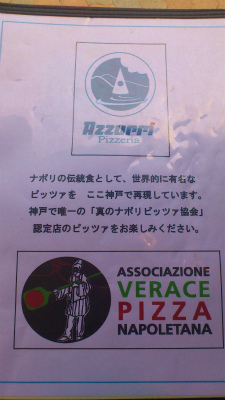 Azzurri
Pizzeria
ナポリの伝統食として、世界的に有名な
ピッツァを ここ神戸で再現しています。
神戸で唯一の「真のナポリピッツァ協会」
認定店のピッツァをお楽しみください。
ASSOCIAZIONE
VERACE
PIZZA
NAPOLETANA